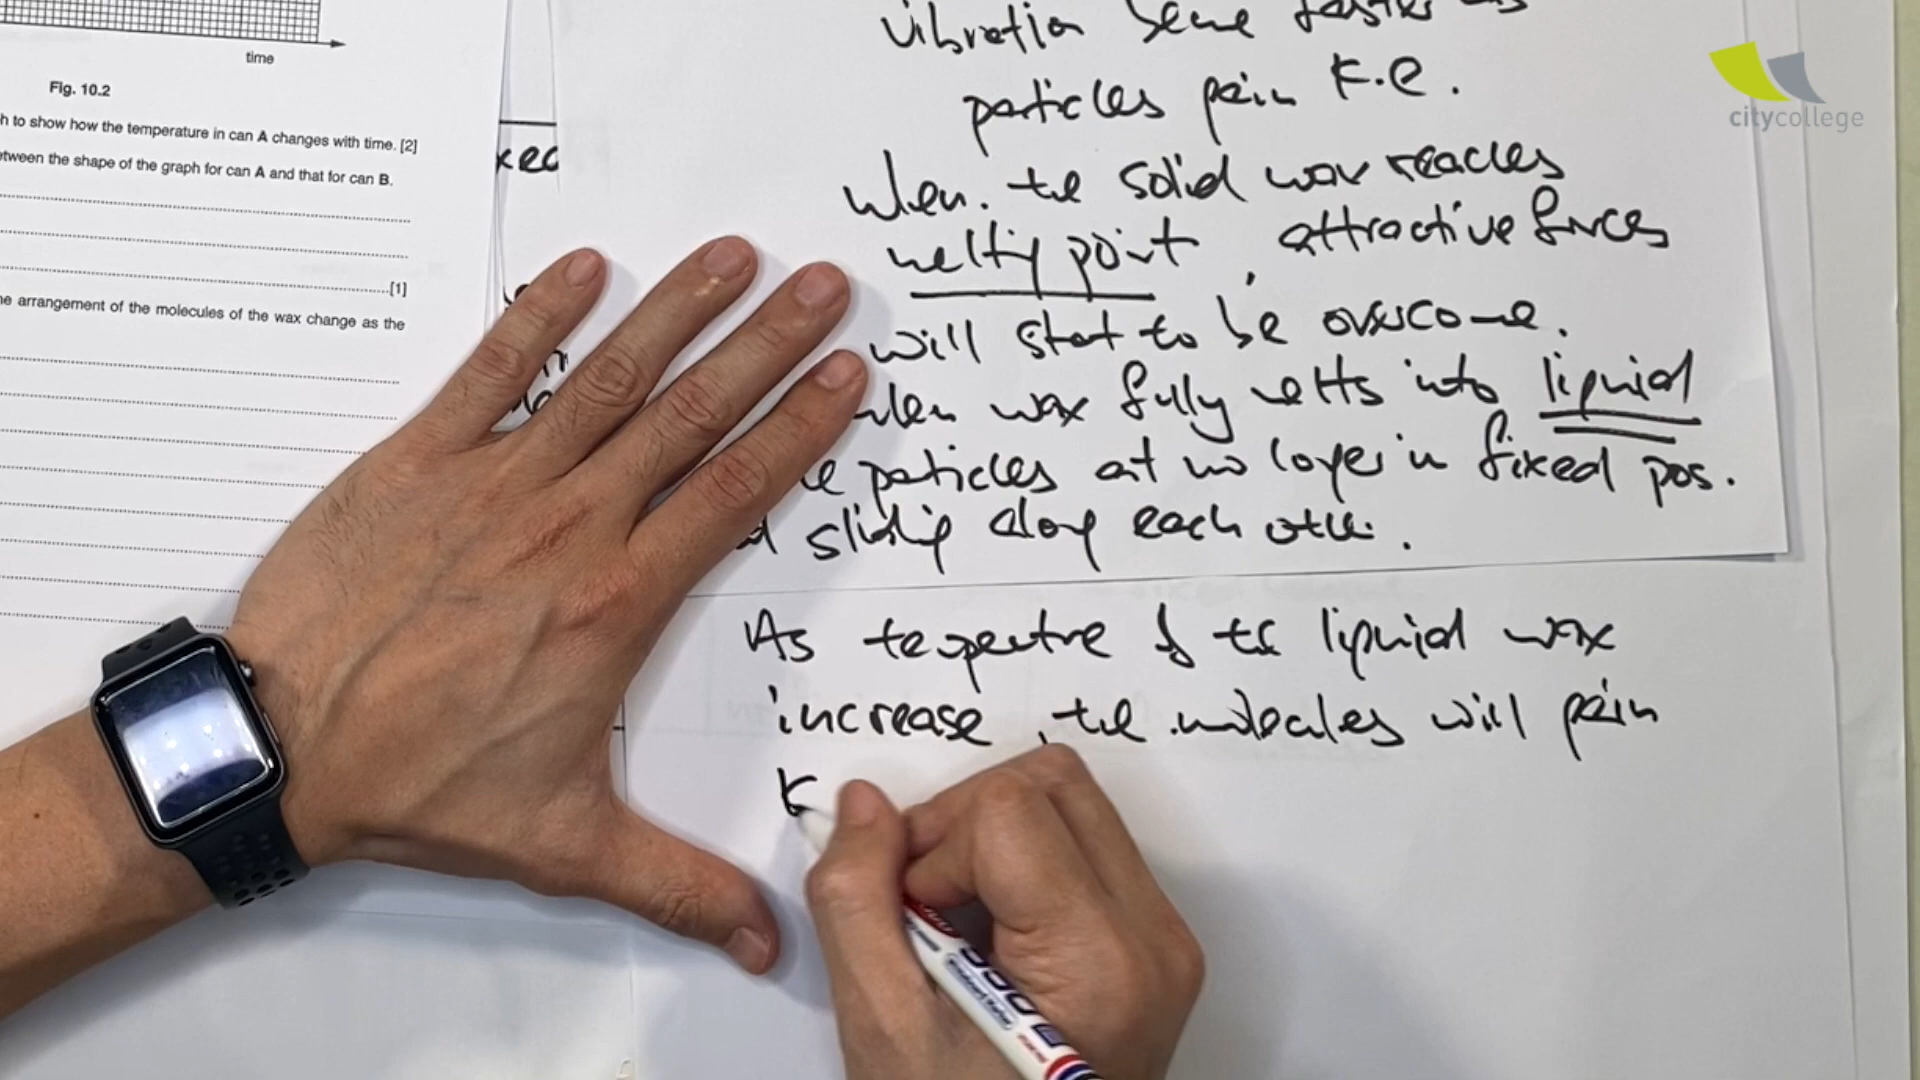 time
Fig. 10.2
h to show how the temperature in can A changes with time. [2]
etween the shape of the graph for can A and that for can B.
[1]
he arrangement of the molecules of the wax change as the
xed
vibration faster as
particles gain K.e.
When. the solid wax reaches
melting point, attractive forces
will start to be overcome.
when wax fully melts into liquid
particles at no longer in fixed pos.
sliding along each other.
As temperature of the liquid wax
increase, the molecules will gain
K
citycollege